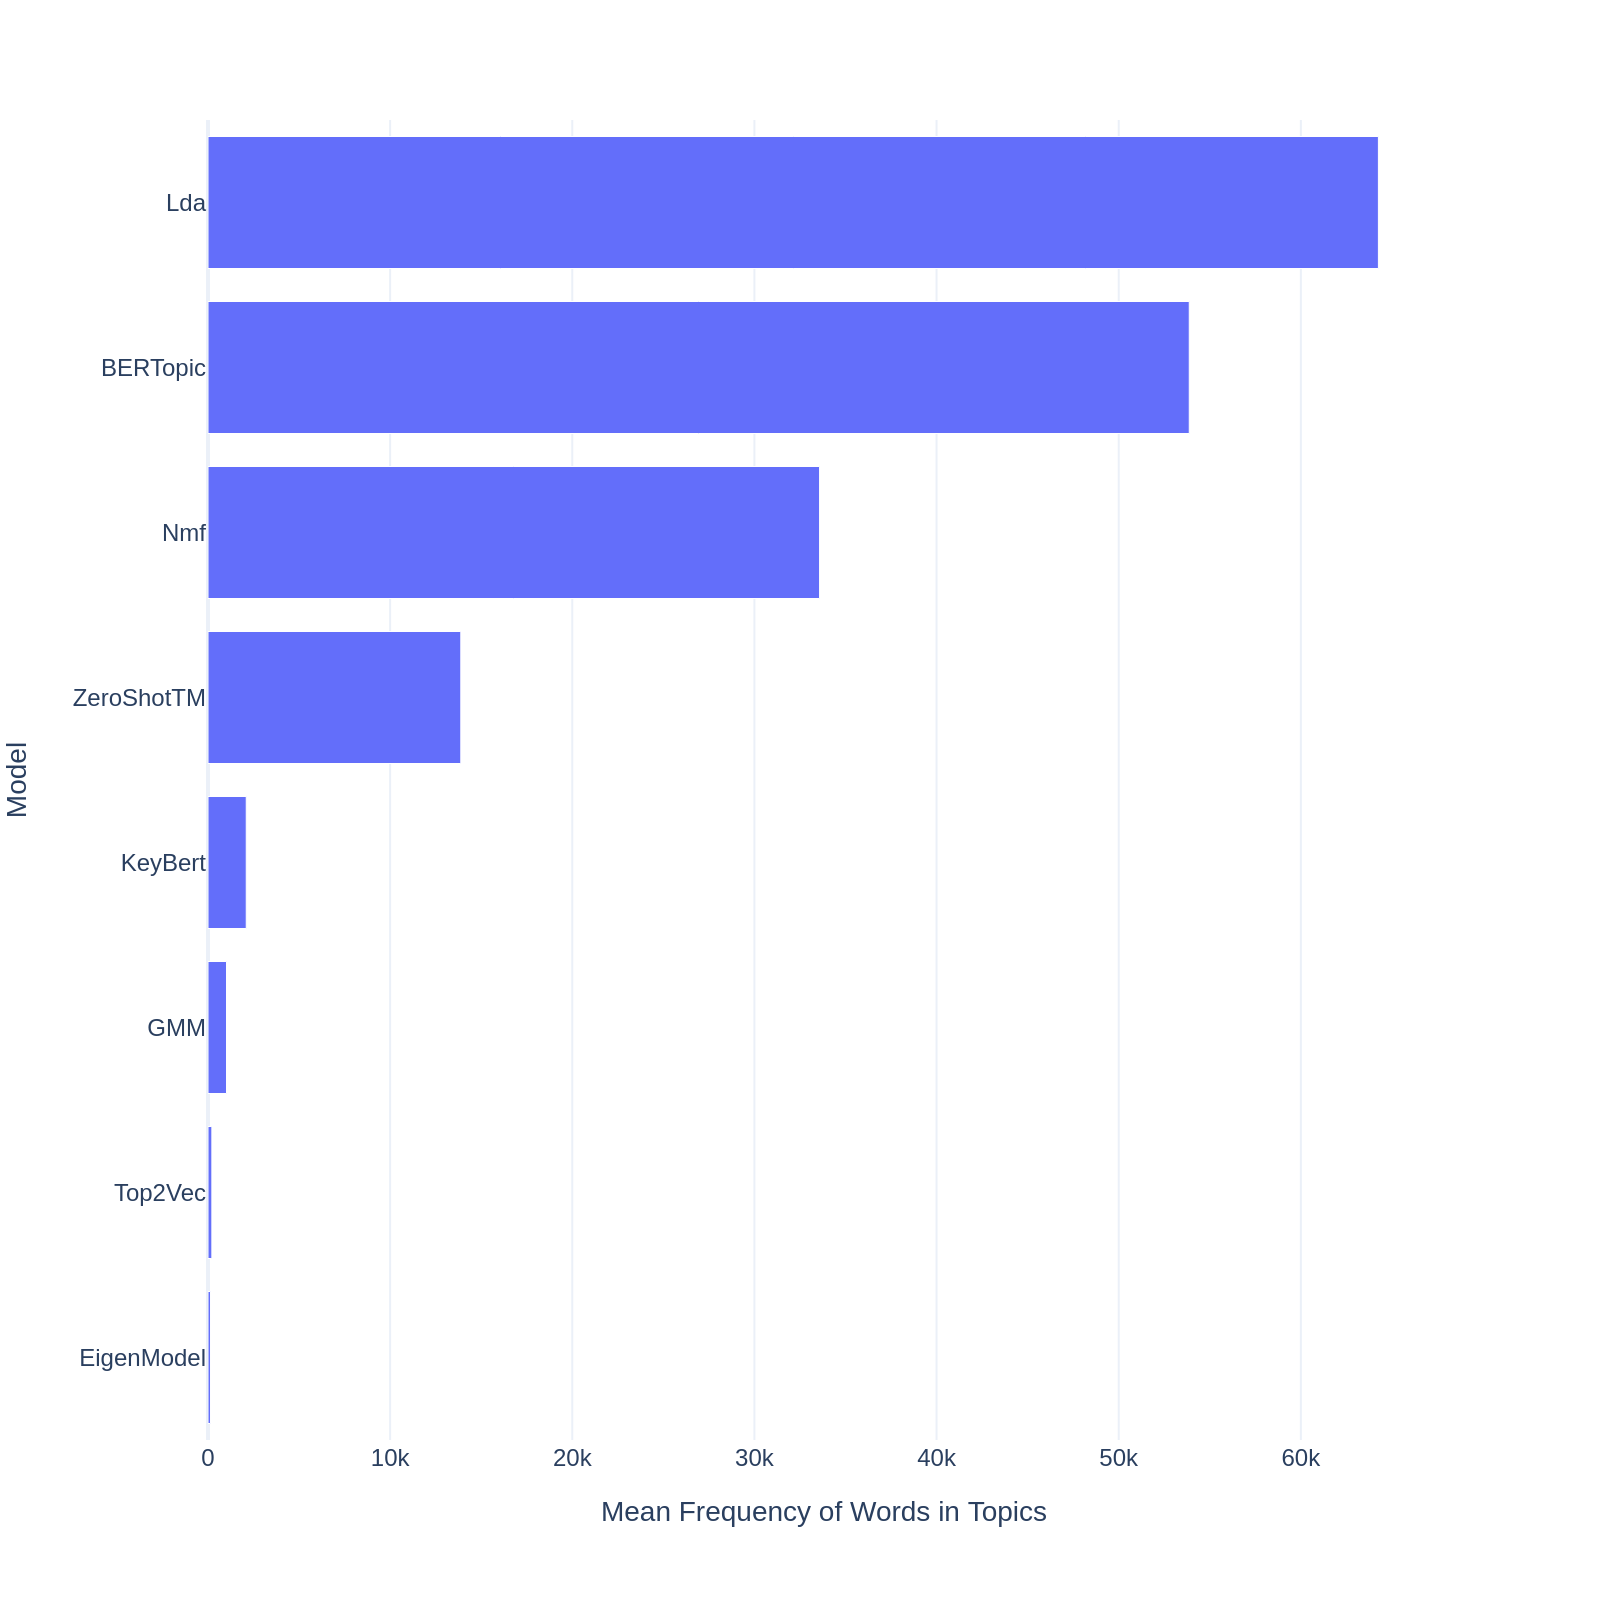 Lda
BERTopic
Nmf
ZeroShotTM
KeyBert
GMM
Top2Vec
EigenModel
Model
0 10k 20k 30k 40k 50k 60k
Mean Frequency of Words in Topics